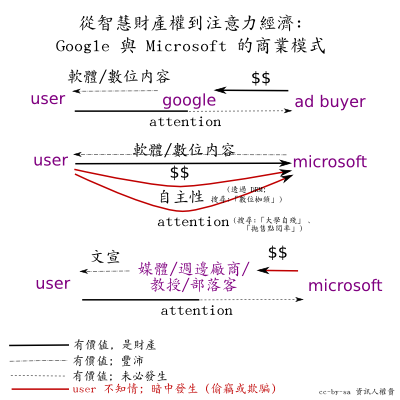 從智慧財產權到注意力經濟:
Google 與 Microsoft 的商業模式
軟體/數位內容
$$
user
google
ad buyer
attention
軟體/數位內容
user
microsoft
$$
自主性
(透過 DRM;
搜尋:「數位枷鎖」)
attention
(搜尋:「大學自殘」、
「拋售點閱率」)
文宣
$$
媒體/週邊廠商/
教授/部落客
user
microsoft
attention
有價值, 是財產
有價值; 豐沛
有價值; 未必發生
user 不知情; 暗中發生 (偷竊或欺騙)
cc-by-sa 資訊人權貴